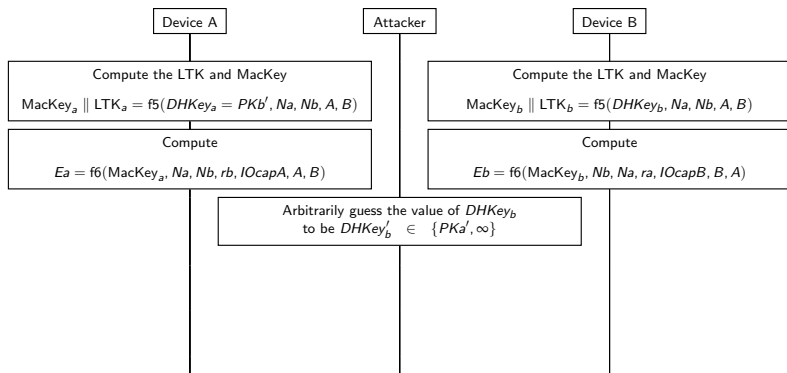 Device A
Attacker
Device B
Compute the LTK and MacKey
MacKeyₐ ∥ LTKₐ = f5(DHKeyₐ = PKb′, Na, Nb, A, B)
Compute the LTK and MacKey
MacKey_b ∥ LTK_b = f5(DHKey_b, Na, Nb, A, B)
Compute
Ea = f6(MacKeyₐ, Na, Nb, rb, IOcapA, A, B)
Compute
Eb = f6(MacKey_b, Nb, Na, ra, IOcapB, B, A)
Arbitrarily guess the value of DHKey_b
to be DHKey′_b ∈ {PKa′, ∞}